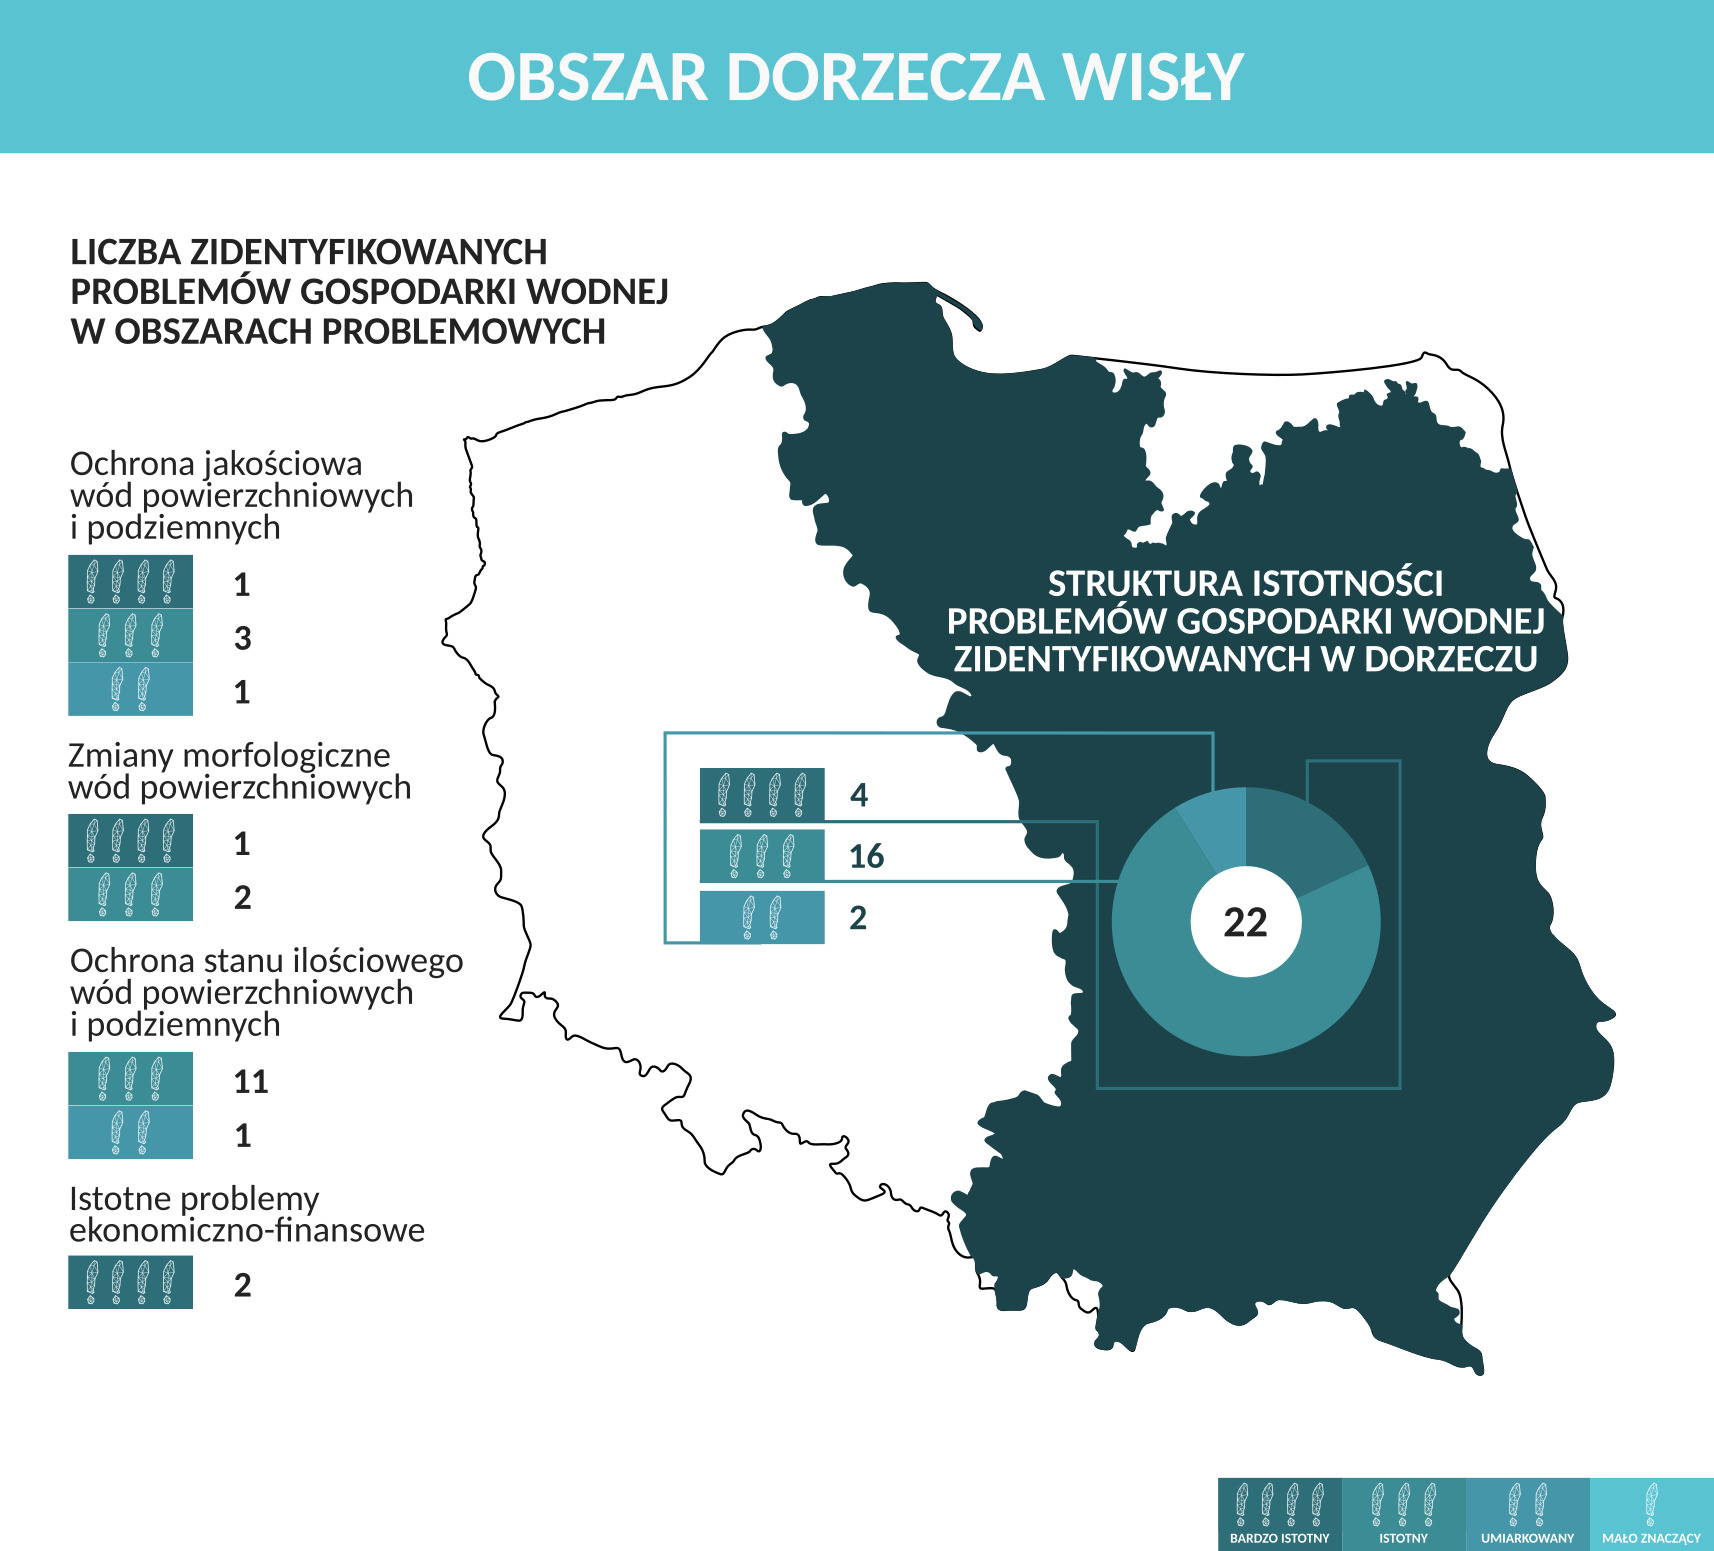 OBSZAR DORZECZA WISŁY
LICZBA ZIDENTYFIKOWANYCH
PROBLEMÓW GOSPODARKI WODNEJ
W OBSZARACH PROBLEMOWYCH
Ochrona jakościowa
wód powierzchniowych
i podziemnych
1
3
1
Zmiany morfologiczne
wód powierzchniowych
1
2
Ochrona stanu ilościowego
wód powierzchniowych
i podziemnych
11
1
Istotne problemy
ekonomiczno-finansowe
2
STRUKTURA ISTOTNOŚCI
PROBLEMÓW GOSPODARKI WODNEJ
ZIDENTYFIKOWANYCH W DORZECZU
4
16
2
22
BARDZO ISTOTNY
ISTOTNY
UMIARKOWANY
MAŁO ZNACZĄCY